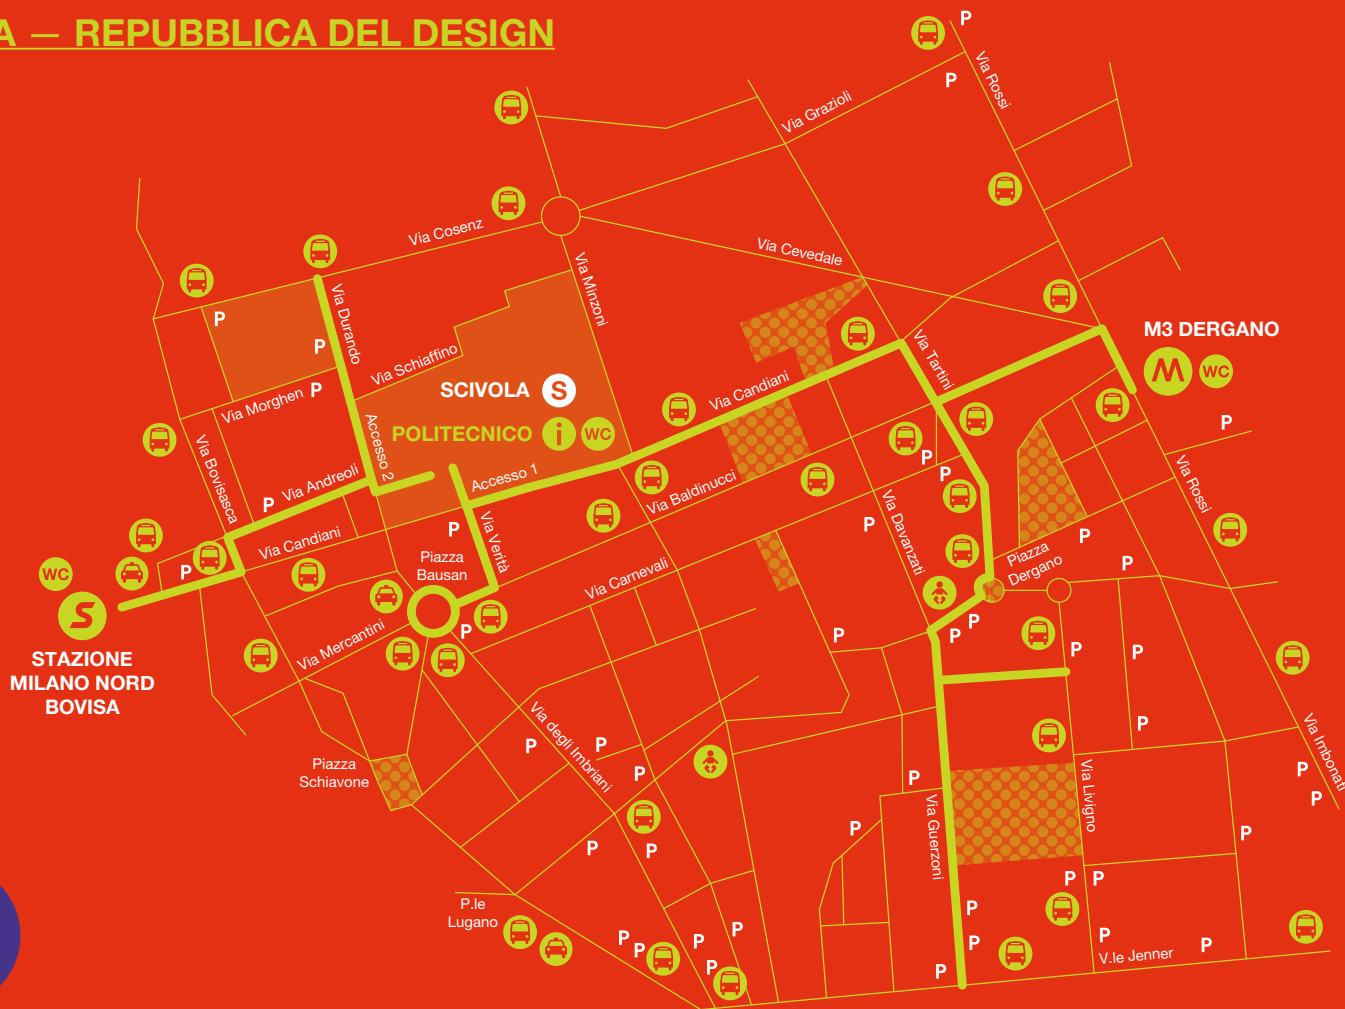 A — REPUBBLICA DEL DESIGN
P
Via Rossi
P
Via Grazioli
Via Cosenz
Via Minzoni
Via Cevedale
P
Via Durando
P
Via Schiaffino
P
Via Morghen
SCIVOLA S
POLITECNICO i WC
Via Candiani
Via Tartini
M3 DERGANO
M WC
P
Accesso 2
Accesso 1
Via Bovisasca
Via Andreoli
P
Via Baldinucci
P
P
Via Rossi
Via Candiani
P
Via Verità
Via Davanzati
P
P
Piazza
Dergano
P
WC
P
Piazza
Bausan
Via Carnevali
S
STAZIONE
MILANO NORD
BOVISA
Via Mercantini
P
P
P
P
P
P
Via degli Imbriani
P
P
P
P
Piazza
Schiavone
Via Imbonati
P
P
P
Via Guerzoni
Via Livigno
P
P
P
P
P
P
P
P.le
Lugano
P
P
P
P
P
P
P
P
P
P
V.le Jenner